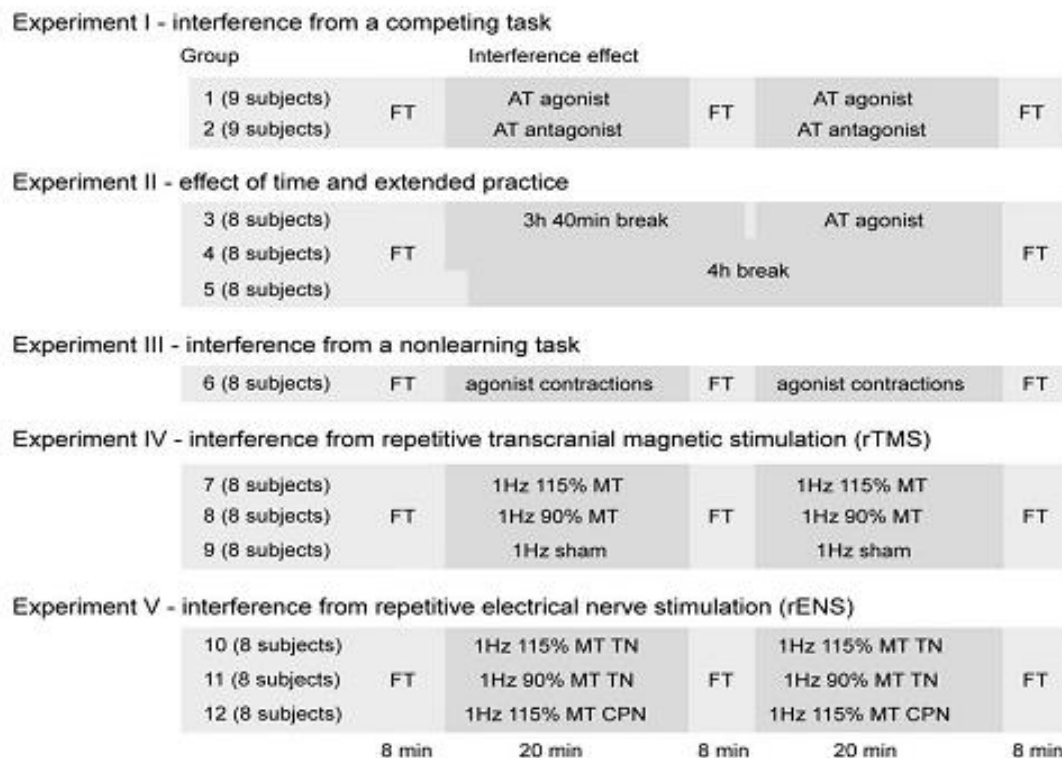 Experiment I - interference from a competing task
Group Interference effect
1 (9 subjects) AT agonist AT agonist
FT FT FT
2 (9 subjects) AT antagonist AT antagonist
Experiment II - effect of time and extended practice
3 (8 subjects) 3h 40min break AT agonist
4 (8 subjects) FT FT
4h break
5 (8 subjects)
Experiment III - interference from a nonlearning task
6 (8 subjects) FT agonist contractions FT agonist contractions FT
Experiment IV - interference from repetitive transcranial magnetic stimulation (rTMS)
7 (8 subjects) 1Hz 115% MT 1Hz 115% MT
8 (8 subjects) FT 1Hz 90% MT FT 1Hz 90% MT FT
9 (8 subjects) 1Hz sham 1Hz sham
Experiment V - interference from repetitive electrical nerve stimulation (rENS)
10 (8 subjects) 1Hz 115% MT TN 1Hz 115% MT TN
11 (8 subjects) FT 1Hz 90% MT TN FT 1Hz 90% MT TN FT
12 (8 subjects) 1Hz 115% MT CPN 1Hz 115% MT CPN
8 min 20 min 8 min 20 min 8 min